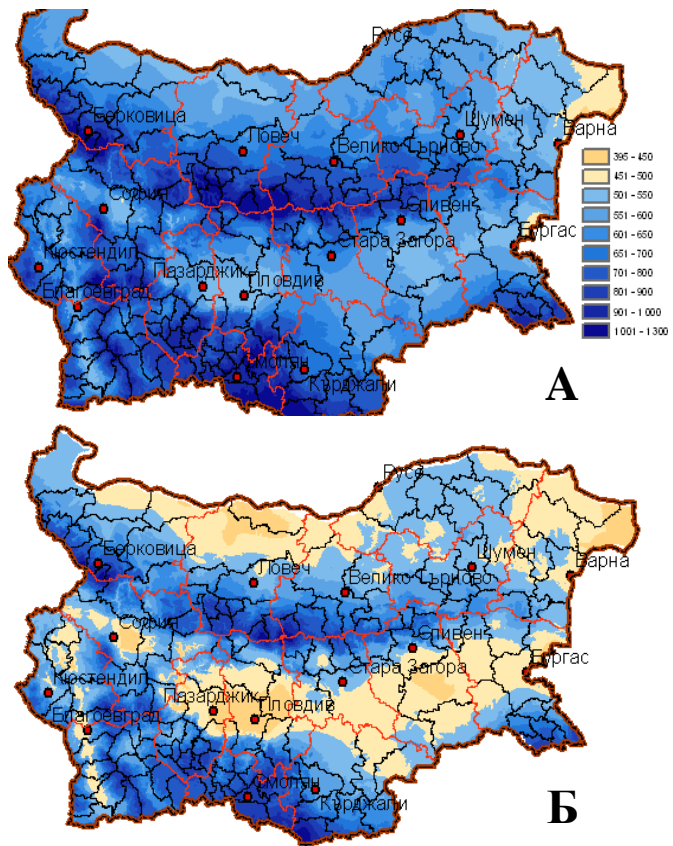 Русе
Берковица
Шумен
Ловеч
Варна
Велико Търново
395 - 450
451 - 500
София
501 - 550
Сливен
551 - 600
Бургас
601 - 650
Стара Загора
651 - 700
Кюстендил
Пазарджик
701 - 800
Благоевград
Пловдив
801 - 900
901 - 1 000
1 001 - 1 300
Смолян
Кърджали
А
Русе
Берковица
Шумен
Ловеч
Варна
Велико Търново
София
Сливен
Бургас
Стара Загора
Кюстендил
Пазарджик
Пловдив
Благоевград
Смолян
Кърджали
Б